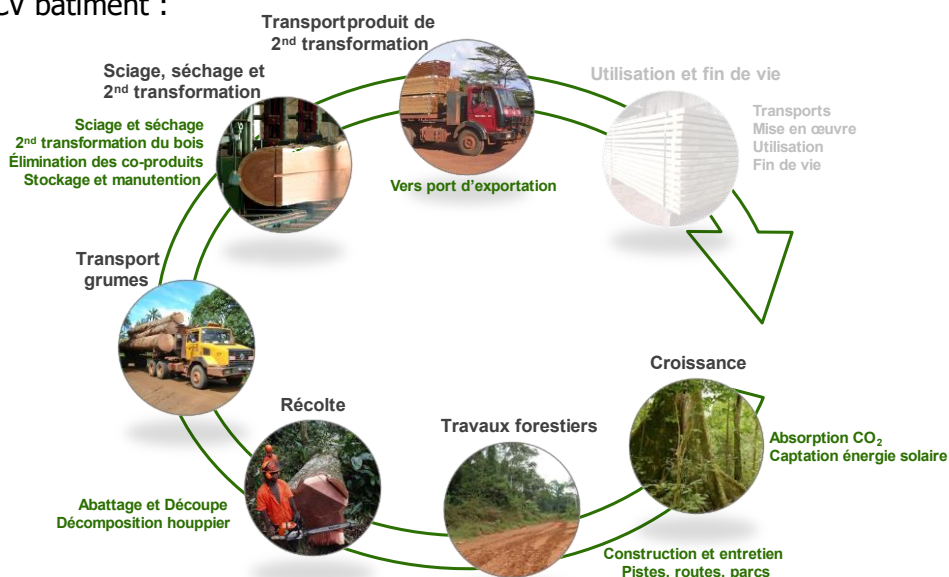 CV bâtiment :
Transport produit de
2nd transformation
Sciage, séchage et
2nd transformation
Utilisation et fin de vie
Sciage et séchage
2nd transformation du bois
Élimination des co-produits
Stockage et manutention
Transports
Mise en œuvre
Utilisation
Fin de vie
Vers port d'exportation
Transport
grumes
Croissance
Récolte
Travaux forestiers
Absorption CO₂
Captation énergie solaire
Abattage et Découpe
Décomposition houppier
Construction et entretien
Pistes, routes, parcs